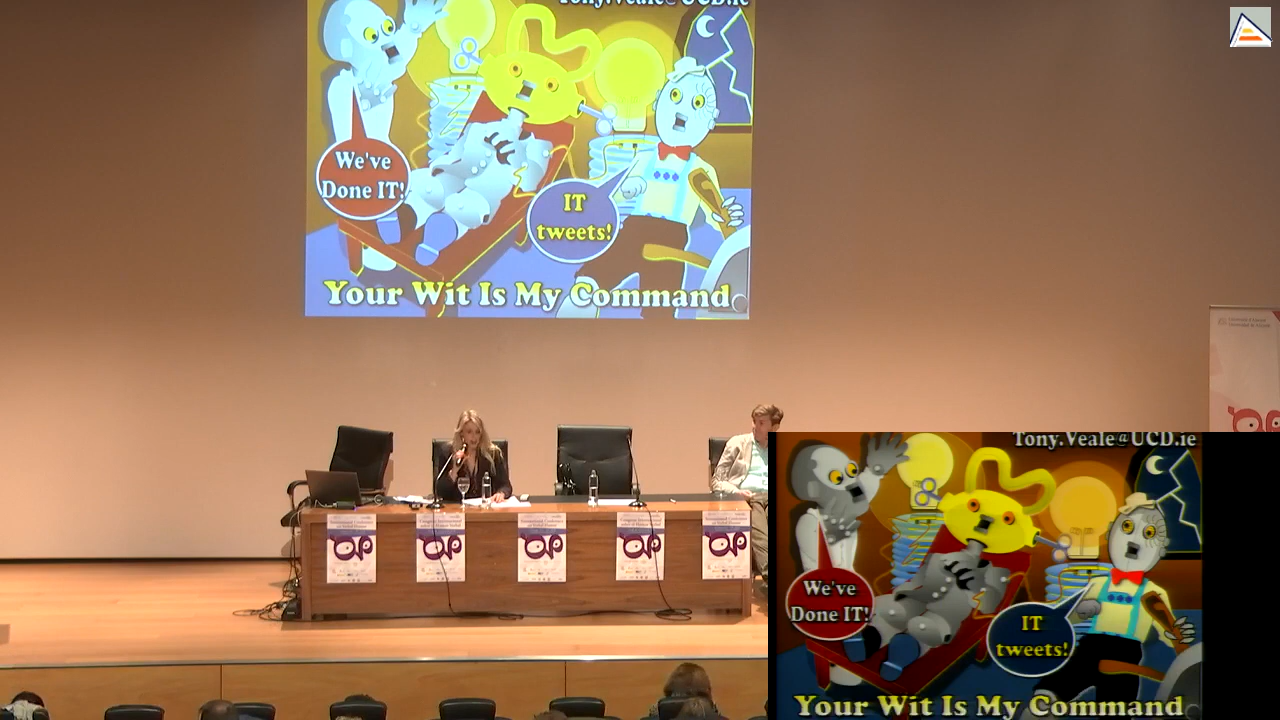 Tony.Veale@UCD.ie
We've
Done IT!
IT
tweets!
Your Wit Is My Command
Tony.Veale@UCD.ie
We've
Done IT!
IT
tweets!
Your Wit Is My Command